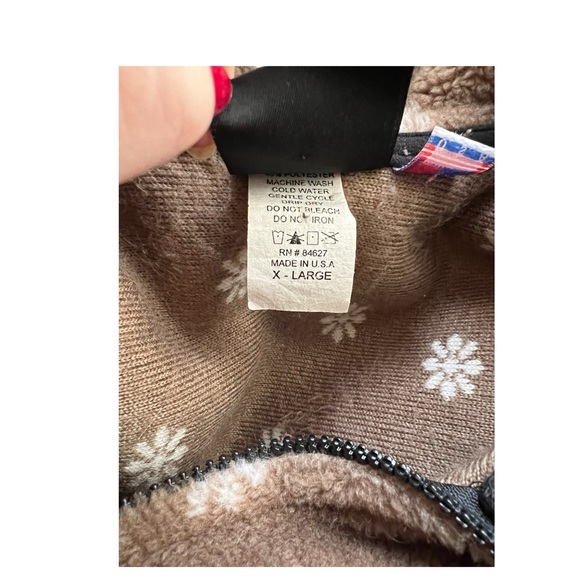 POLYESTER
MACHINE WASH
COLD WATER
GENTLE CYCLE
DRIP DRY
DO NOT BLEACH
DO NOT IRON
RN # 84627
MADE IN U.S.A
X - LARGE